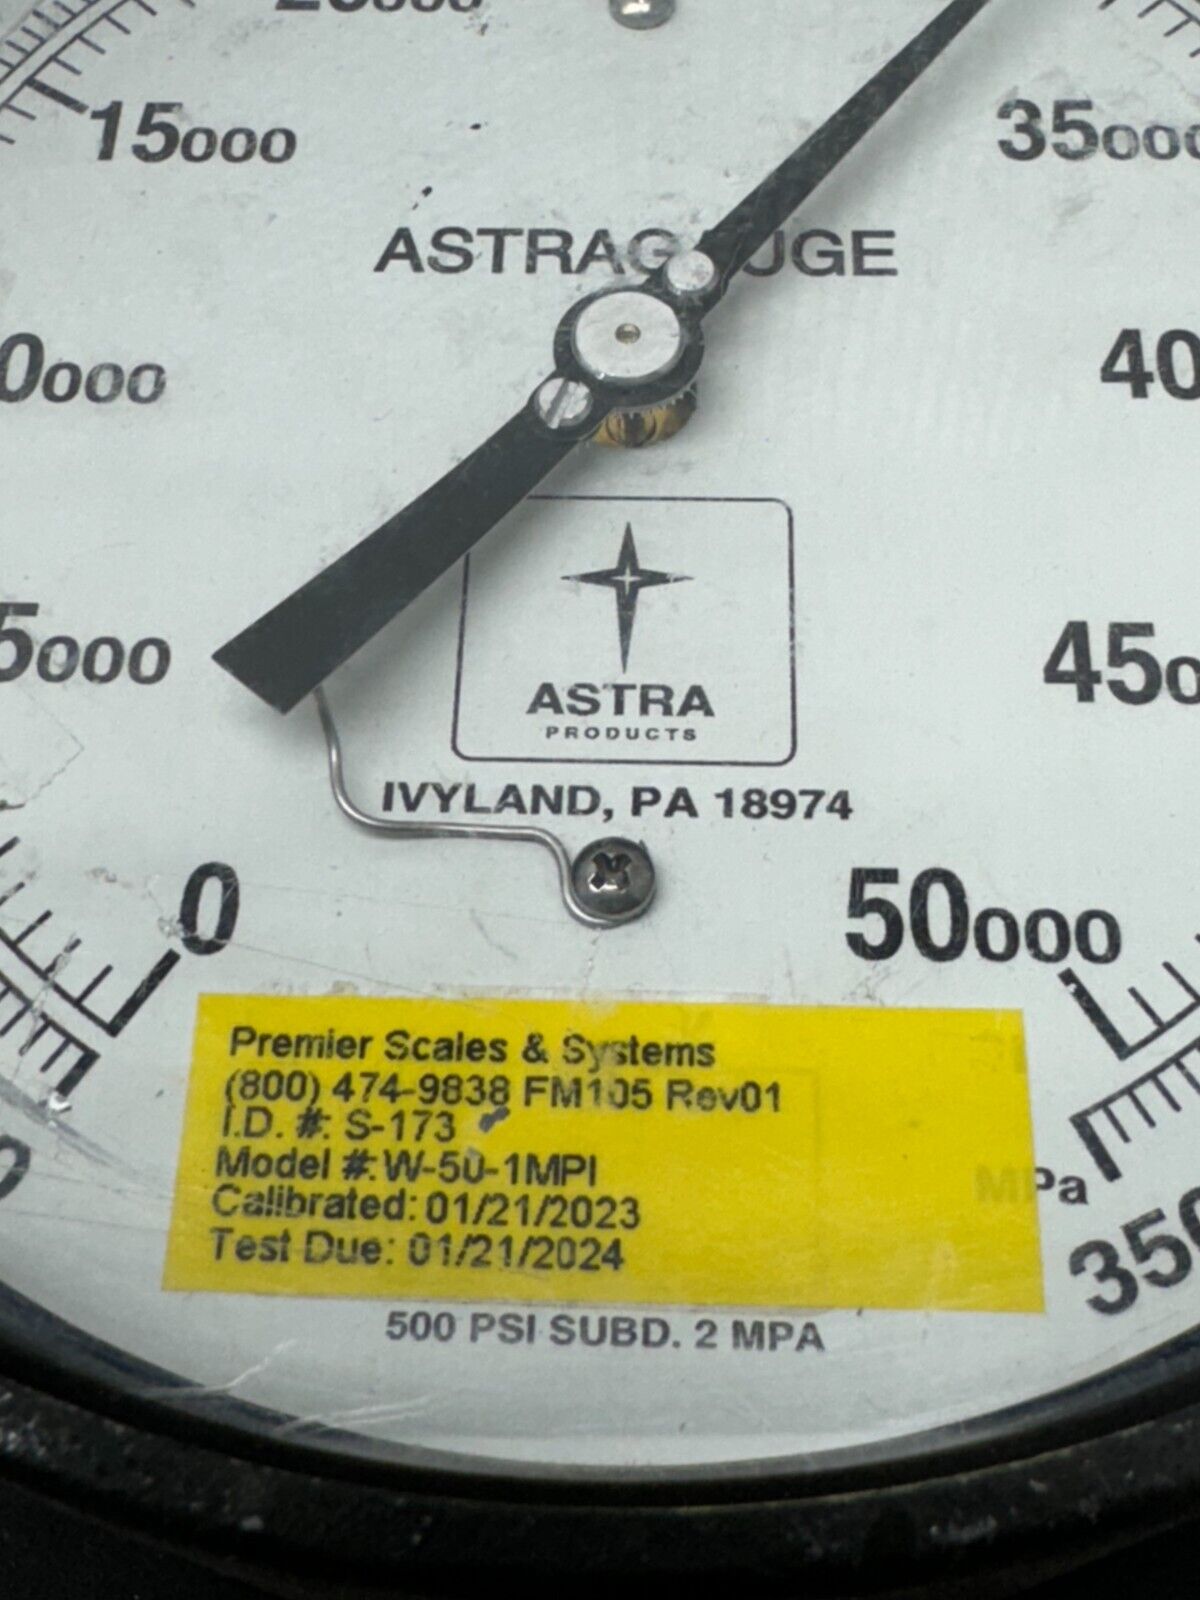 15000
35000
ASTRAGAUGE
40
5000
45
ASTRA
PRODUCTS
IVYLAND, PA 18974
0
50000
Premier Scales & Systems
(800) 474-9838 FM105 Rev01
I.D. #: S-173
Model #: W-50-1MPI
Calibrated: 01/21/2023
Test Due: 01/21/2024
MPa
350
500 PSI SUBD. 2 MPA